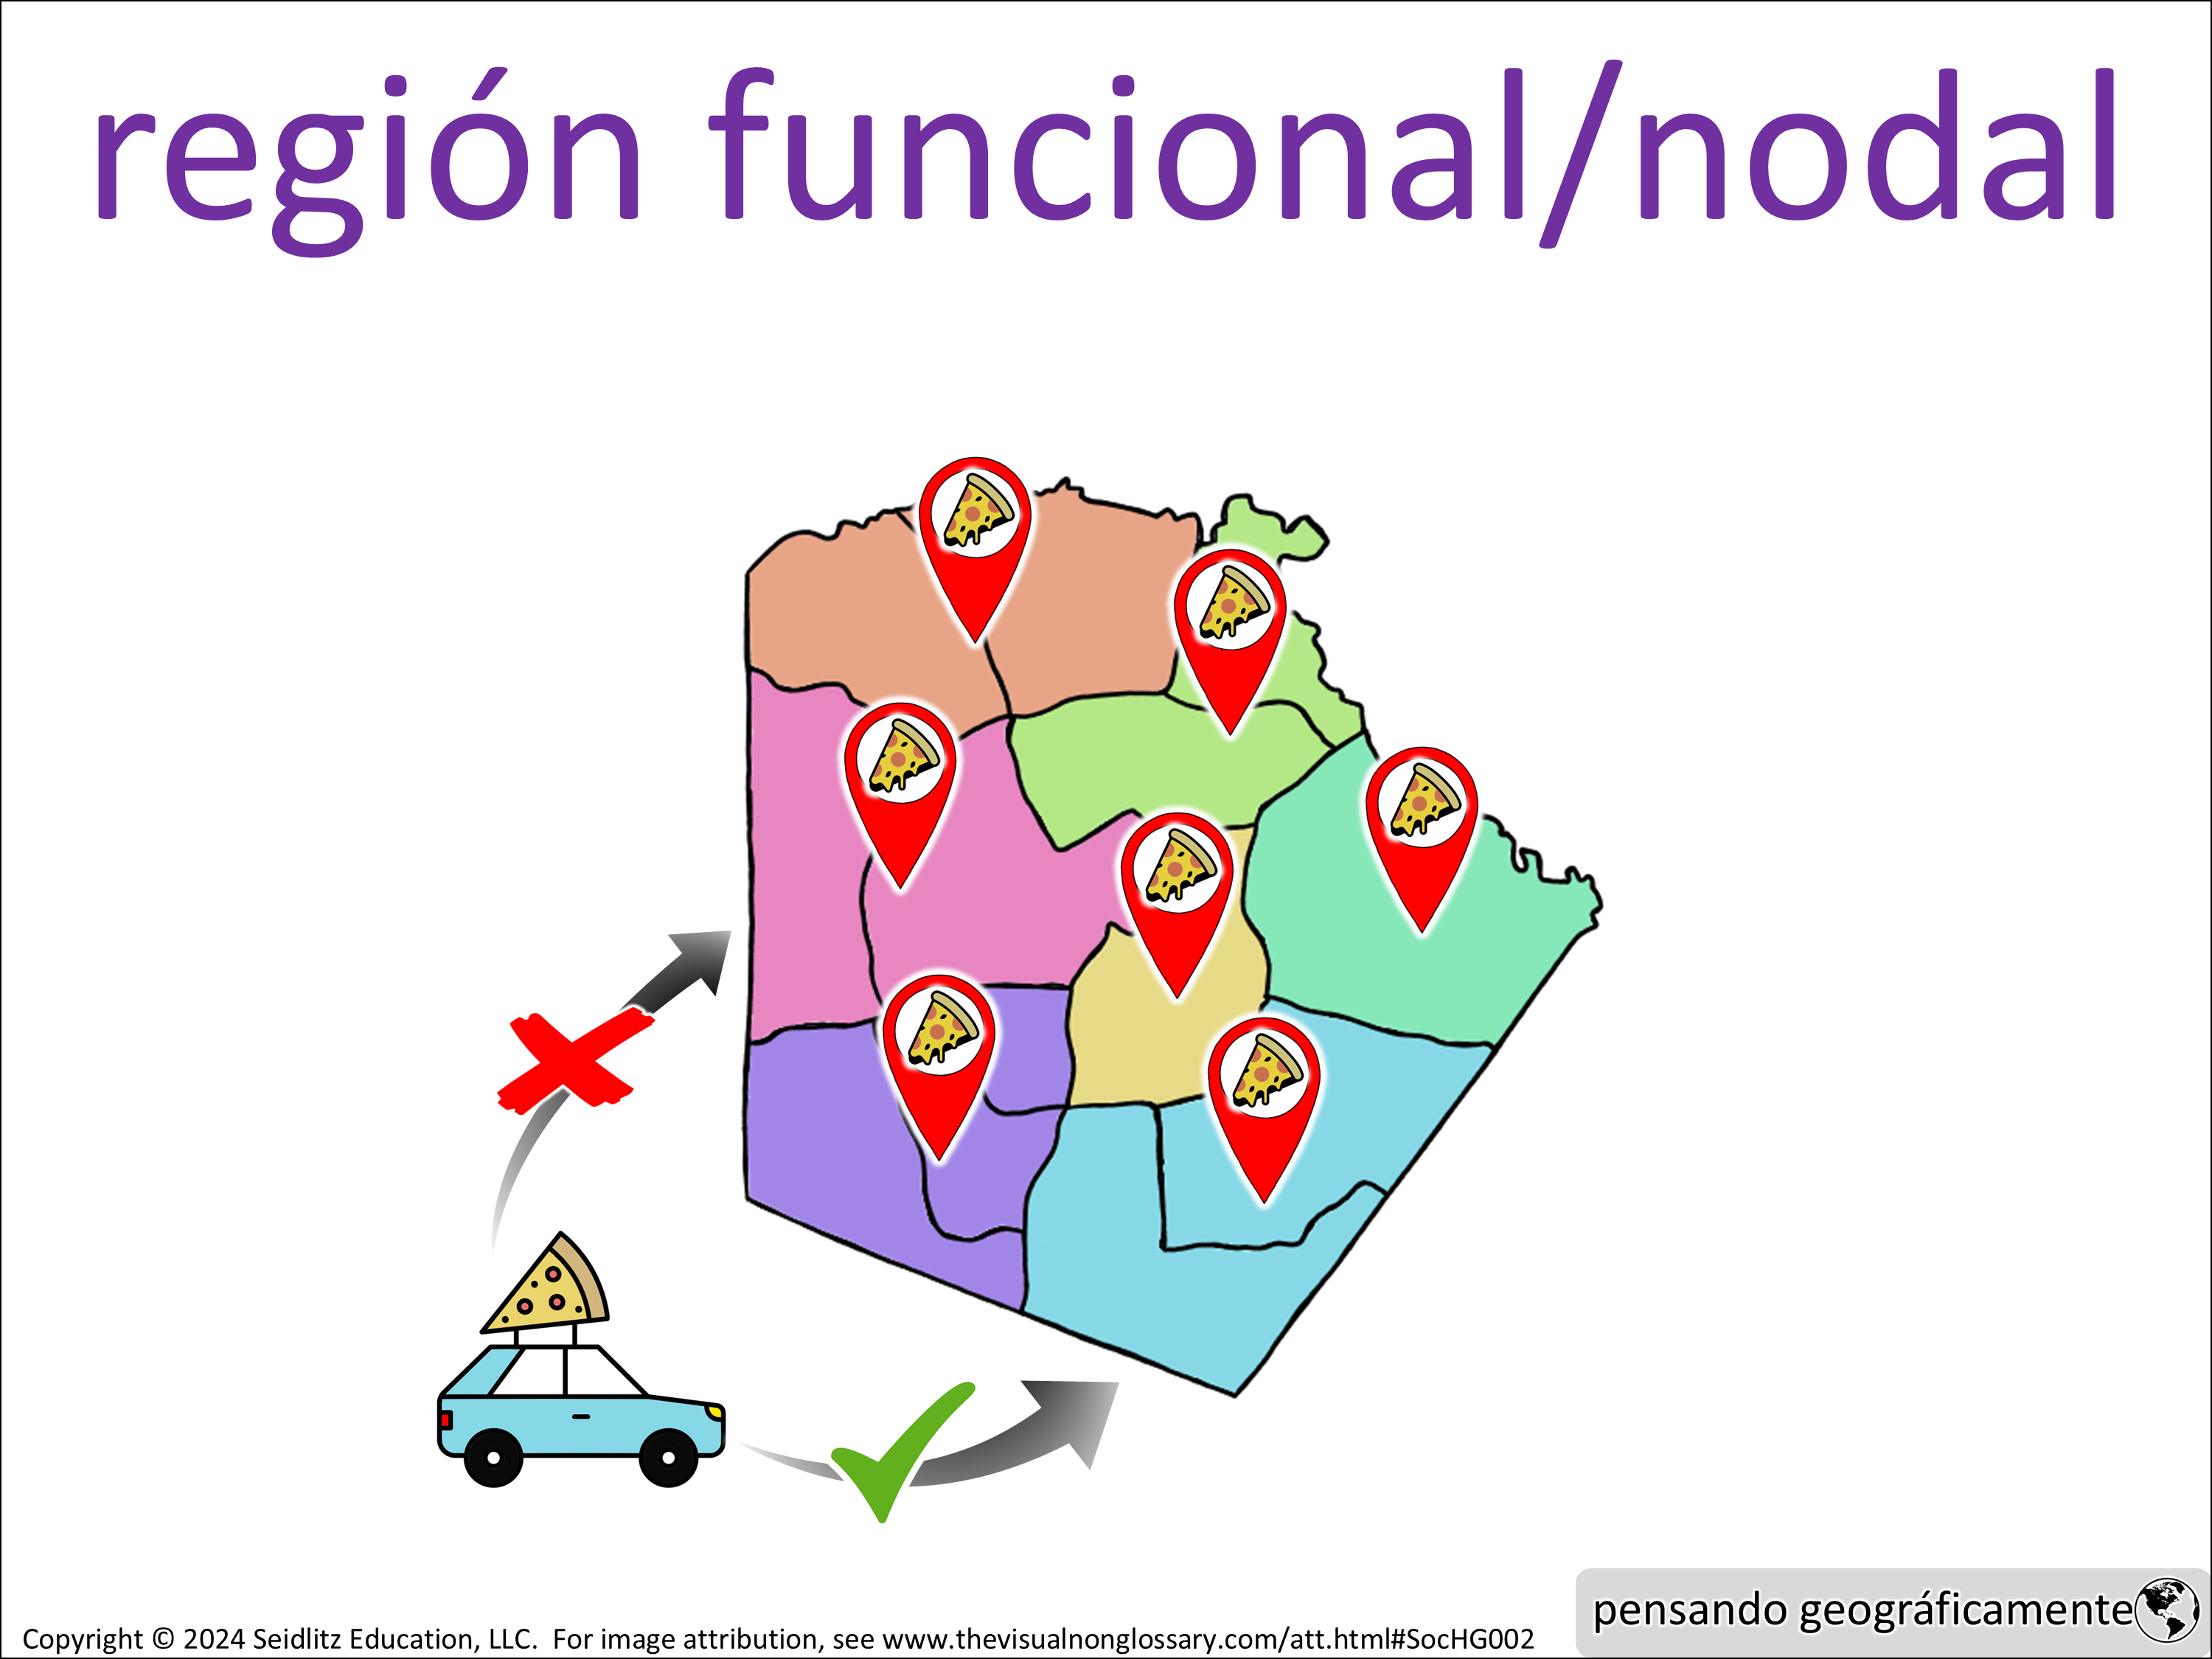 región funcional/nodal
pensando geográficamente
Copyright © 2024 Seidlitz Education, LLC.  For image attribution, see www.thevisualnonglossary.com/att.html#SocHG002